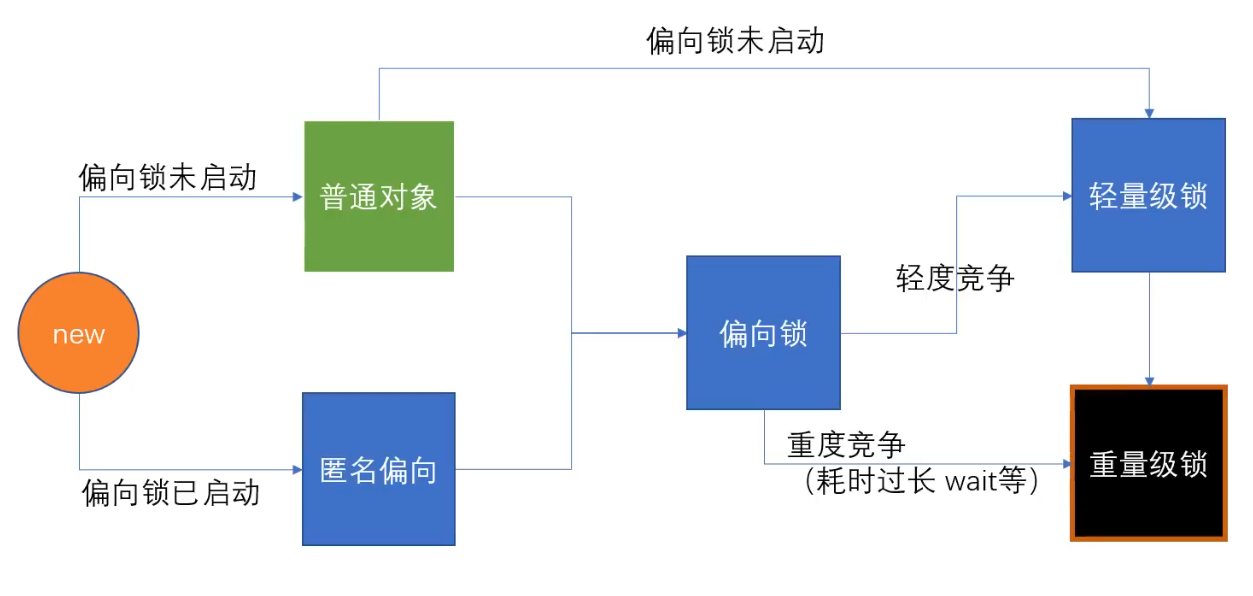 偏向锁未启动
偏向锁未启动
普通对象
轻量级锁
轻度竞争
new
偏向锁
匿名偏向
偏向锁已启动
重度竞争
（耗时过长 wait等）
重量级锁